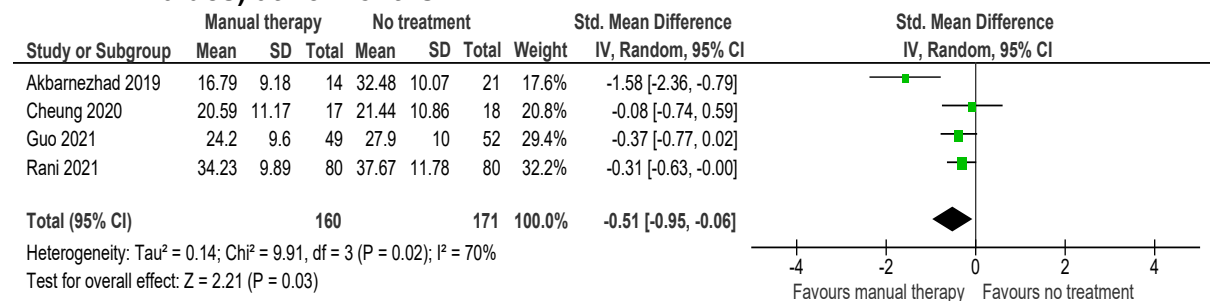 Manual therapy No treatment Std. Mean Difference Std. Mean Difference
Study or Subgroup Mean SD Total Mean SD Total Weight IV, Random, 95% CI IV, Random, 95% CI
Akbarnezhad 2019 16.79 9.18 14 32.48 10.07 21 17.6% -1.58 [-2.36, -0.79]
Cheung 2020 20.59 11.17 17 21.44 10.86 18 20.8% -0.08 [-0.74, 0.59]
Guo 2021 24.2 9.6 49 27.9 10 52 29.4% -0.37 [-0.77, 0.02]
Rani 2021 34.23 9.89 80 37.67 11.78 80 32.2% -0.31 [-0.63, -0.00]
Total (95% CI) 160 171 100.0% -0.51 [-0.95, -0.06]
Heterogeneity: Tau² = 0.14; Chi² = 9.91, df = 3 (P = 0.02); I² = 70%
Test for overall effect: Z = 2.21 (P = 0.03)
-4 -2 0 2 4
Favours manual therapy Favours no treatment